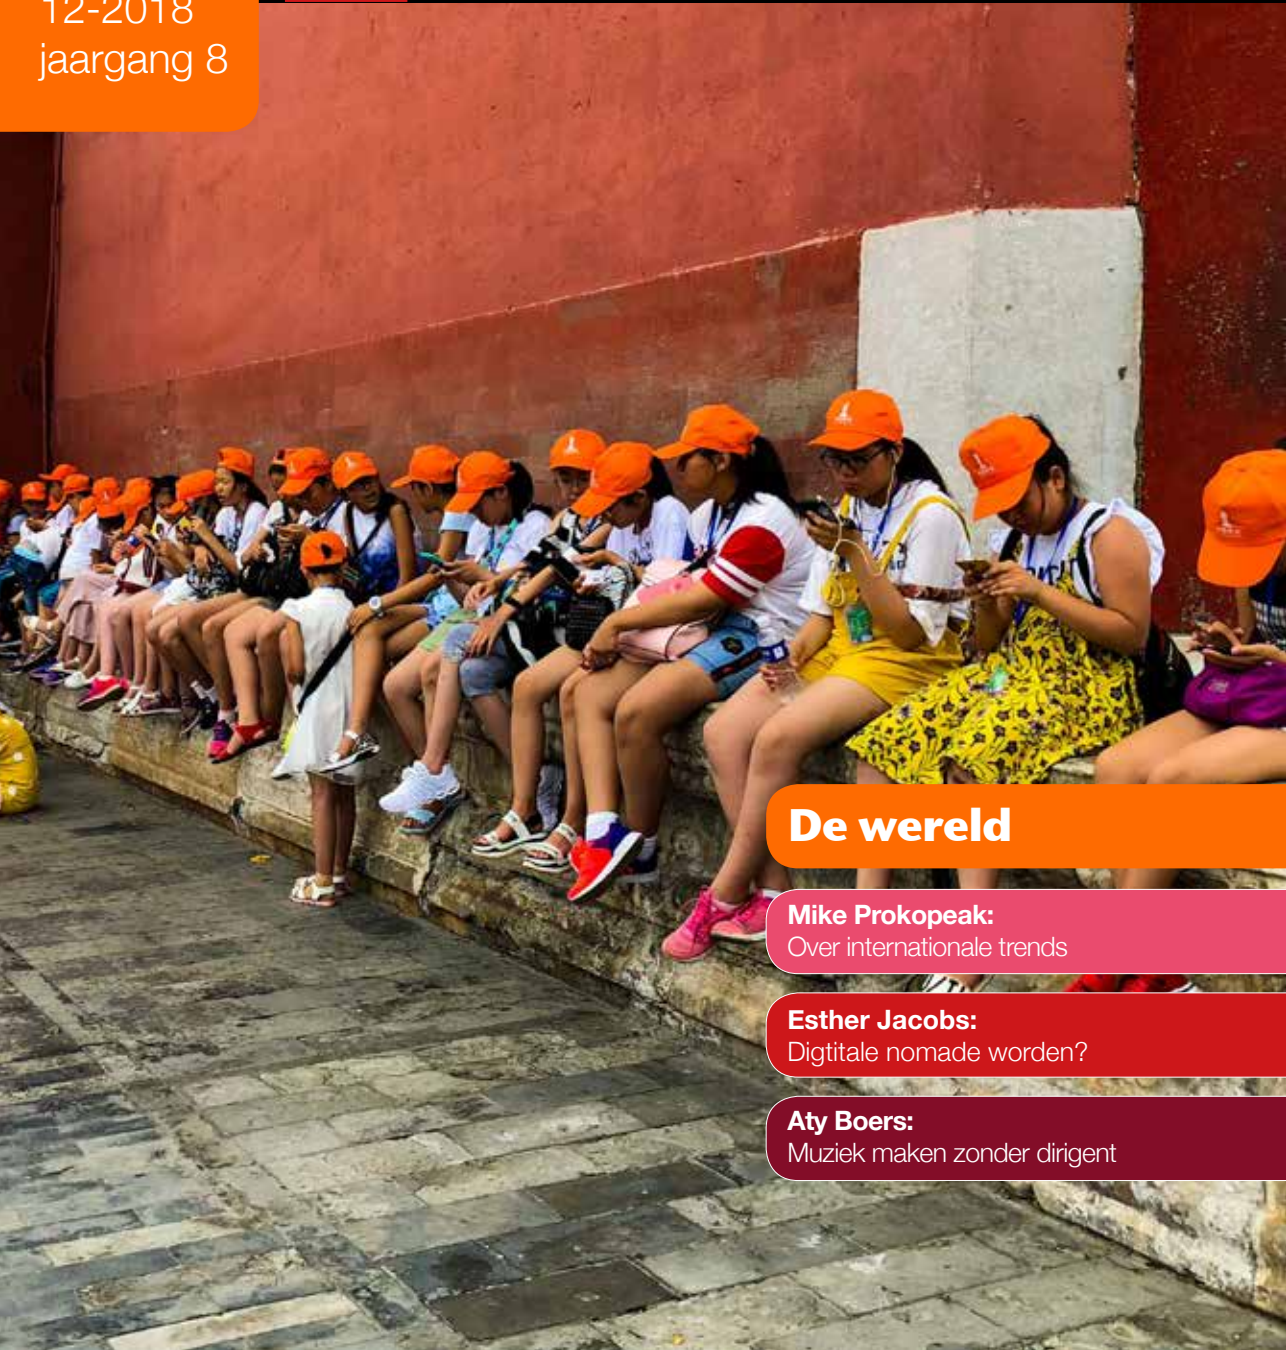 12-2018
jaargang 8
De wereld
Mike Prokopeak:
Over internationale trends
Esther Jacobs:
Digtitale nomade worden?
Aty Boers:
Muziek maken zonder dirigent